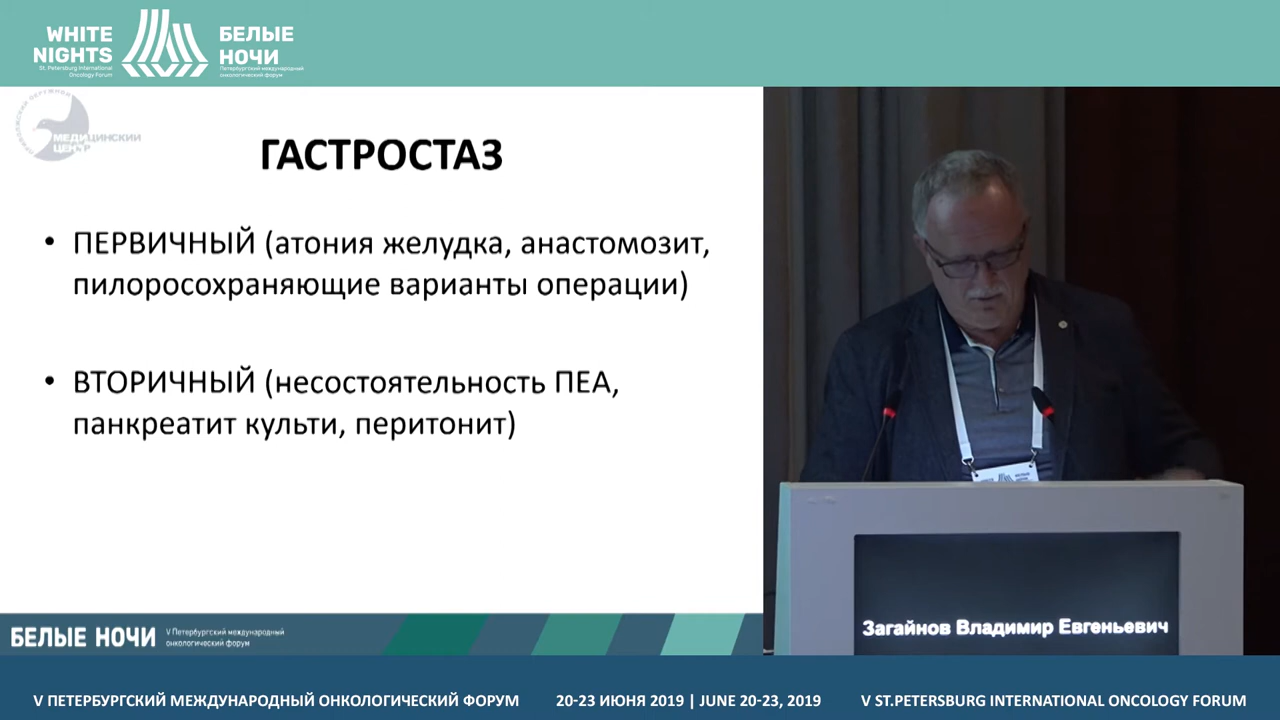 WHITE
NIGHTS
St. Petersburg International
Oncology Forum
БЕЛЫЕ
НОЧИ
Петербургский международный
онкологический форум
МЕДИЦИНСКИЙ
ЦЕНТР
ГАСТРОСТАЗ
• ПЕРВИЧНЫЙ (атония желудка, анастомозит,
пилоросохраняющие варианты операции)
• ВТОРИЧНЫЙ (несостоятельность ПЕА,
панкреатит культи, перитонит)
Загайнов Владимир Евгеньевич
БЕЛЫЕ НОЧИ
V Петербургский международный
онкологический форум
V ПЕТЕРБУРГСКИЙ МЕЖДУНАРОДНЫЙ ОНКОЛОГИЧЕСКИЙ ФОРУМ 20-23 ИЮНЯ 2019 | JUNE 20-23, 2019 V ST.PETERSBURG INTERNATIONAL ONCOLOGY FORUM